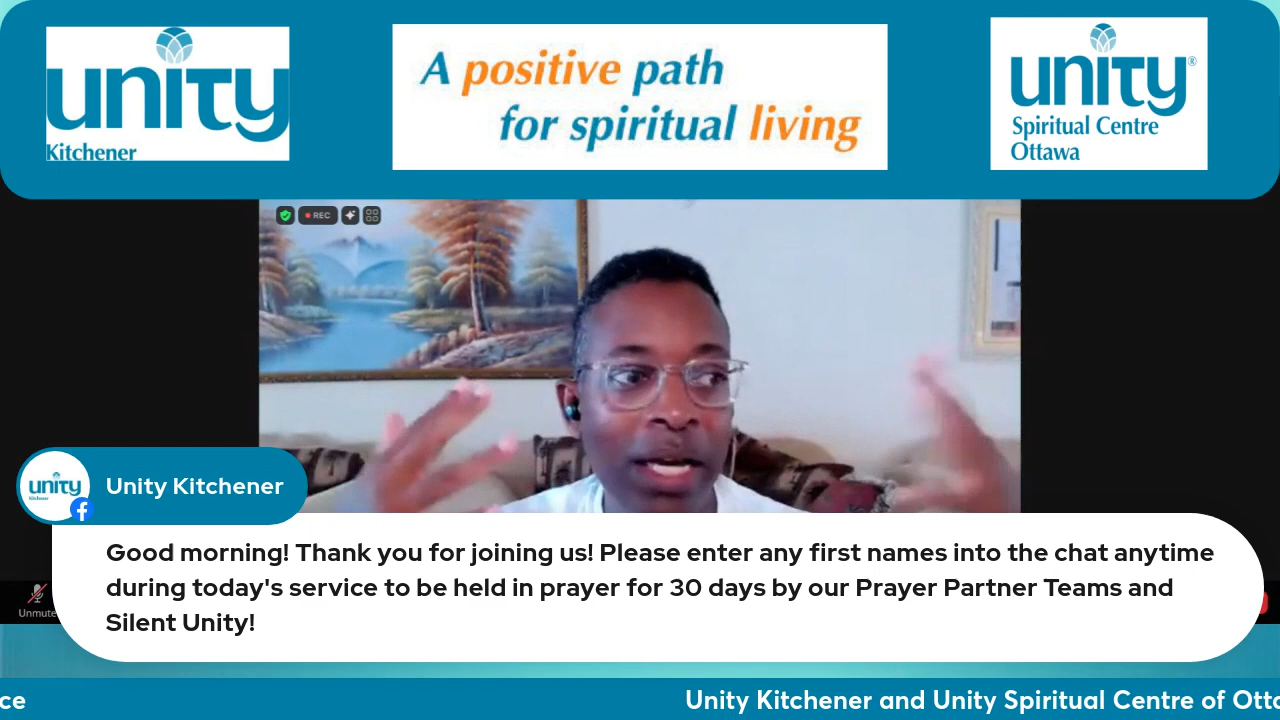 unity
Kitchener
A positive path
for spiritual living
unity®
Spiritual Centre
Ottawa
REC
unity
Kitchener
Unity Kitchener
Good morning! Thank you for joining us! Please enter any first names into the chat anytime
during today's service to be held in prayer for 30 days by our Prayer Partner Teams and
Silent Unity!
Unmute
ce
Unity Kitchener and Unity Spiritual Centre of Otta